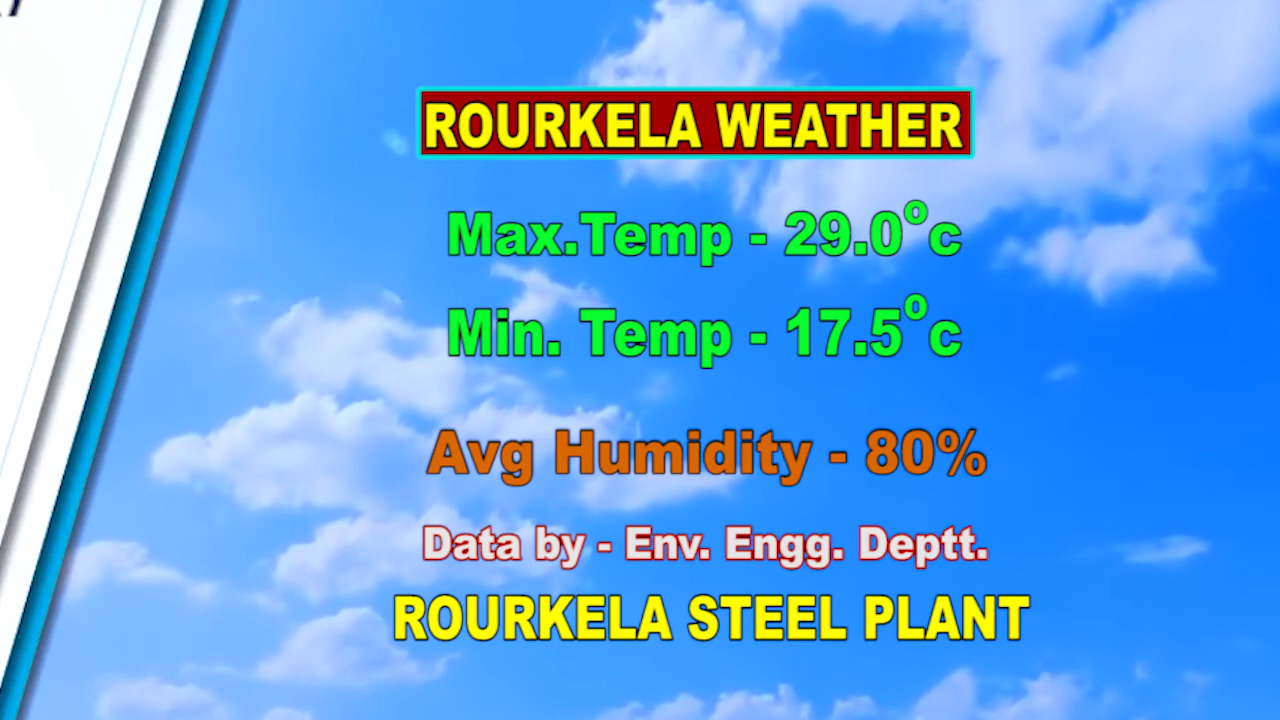 ROURKELA WEATHER
Max.Temp - 29.0°c
Min. Temp - 17.5°c
Avg Humidity - 80%
Data by - Env. Engg. Deptt.
ROURKELA STEEL PLANT